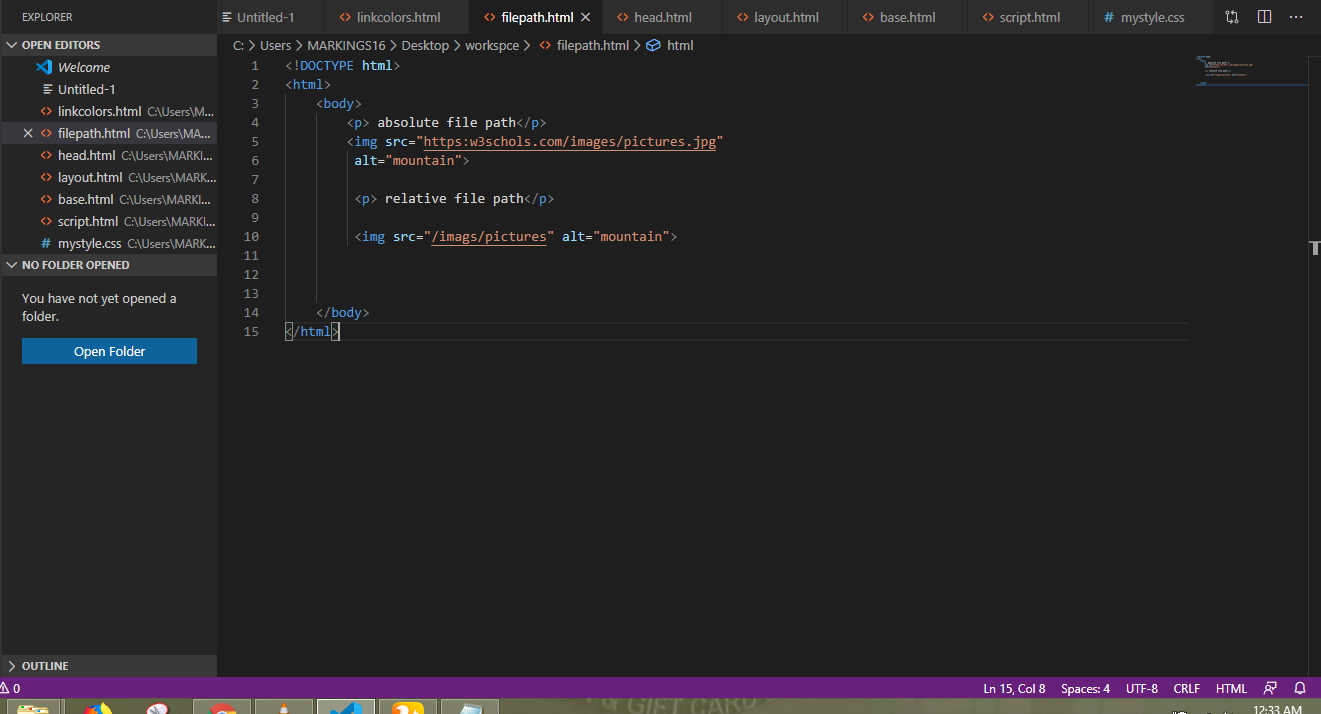 EXPLORER
Untitled-1
linkcolors.html
filepath.html
head.html
layout.html
base.html
script.html
# mystyle.css
OPEN EDITORS
Welcome
Untitled-1
linkcolors.html C:\Users\M...
filepath.html C:\Users\MA...
head.html C:\Users\MARKI...
layout.html C:\Users\MARK...
base.html C:\Users\MARKI...
script.html C:\Users\MARKI...
# mystyle.css C:\Users\MARK...
NO FOLDER OPENED
You have not yet opened a
folder.
Open Folder
OUTLINE
C: > Users > MARKINGS16 > Desktop > workspce > filepath.html > html
1 <!DOCTYPE html>
2 <html>
3 <body>
4 <p> absolute file path</p>
5 <img src="https:w3schols.com/images/pictures.jpg"
6 alt="mountain">
7
8 <p> relative file path</p>
9
10 <img src="/imags/pictures" alt="mountain">
11
12
13
14 </body>
15 </html>
0
Ln 15, Col 8 Spaces: 4 UTF-8 CRLF HTML
& GIFT CARD
12:33 AM